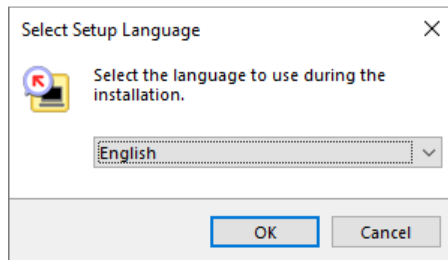 Select Setup Language
Select the language to use during the
installation.
English
OK
Cancel